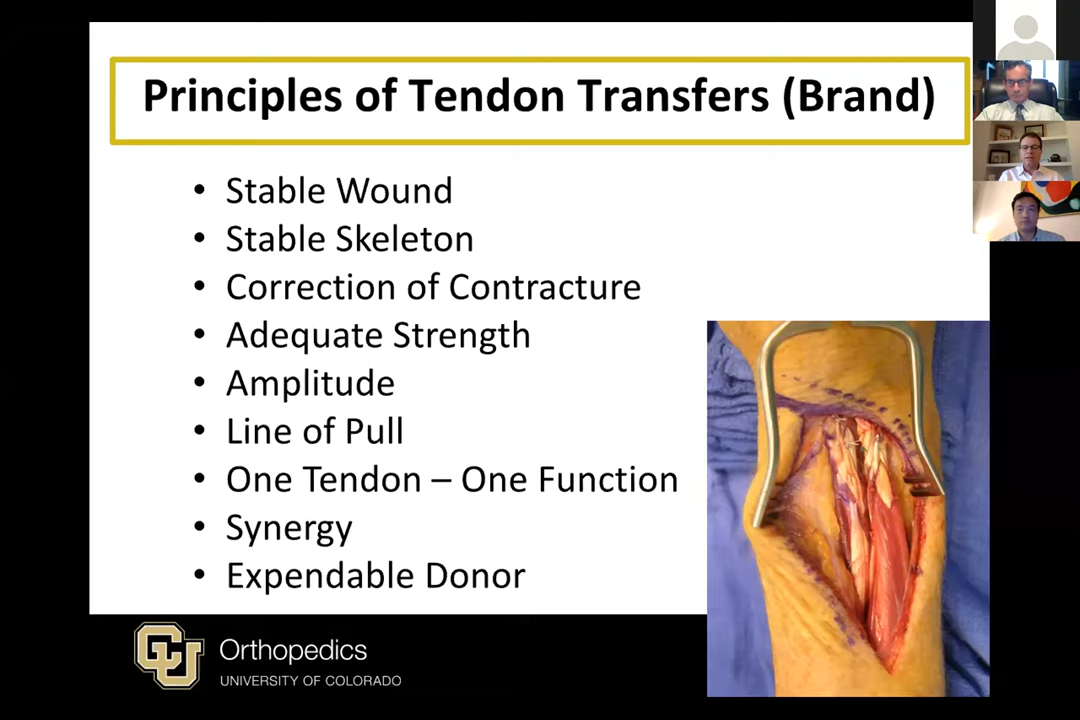 Principles of Tendon Transfers (Brand)
• Stable Wound
• Stable Skeleton
• Correction of Contracture
• Adequate Strength
• Amplitude
• Line of Pull
• One Tendon – One Function
• Synergy
• Expendable Donor
CU
Orthopedics
UNIVERSITY OF COLORADO